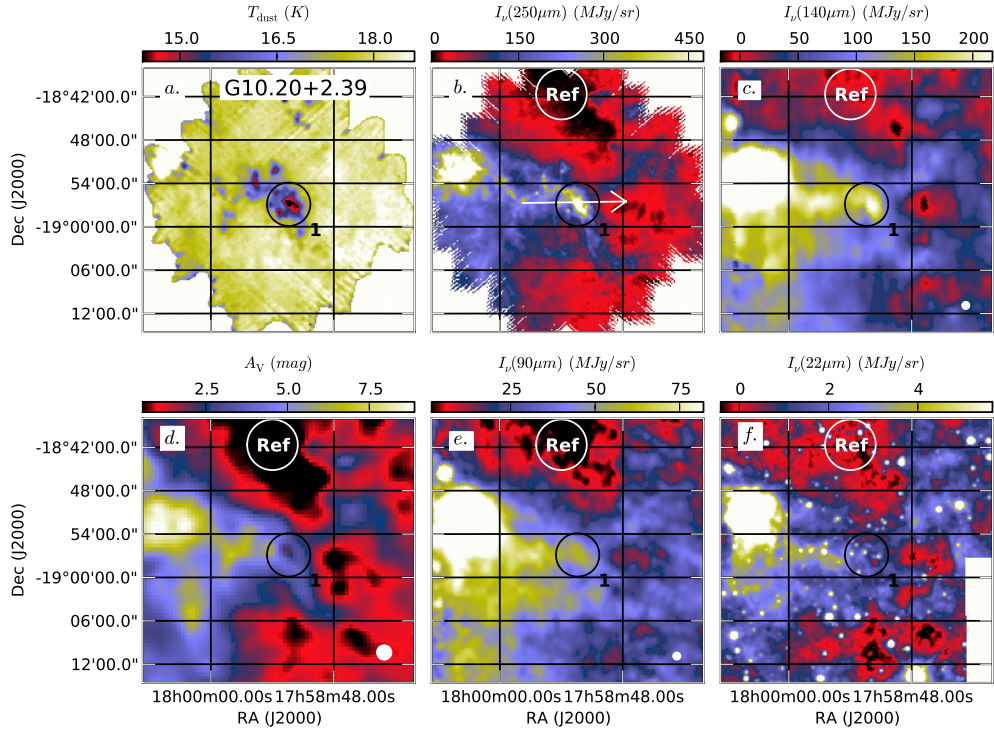 T_dust (K)
I_ν(250μm) (MJy/sr)
I_ν(140μm) (MJy/sr)
15.0 16.5 18.0
0 150 300 450
0 50 100 150 200
a. G10.20+2.39
b. Ref
c. Ref
-18°42'00.0"
48'00.0"
54'00.0"
-19°00'00.0"
06'00.0"
12'00.0"
Dec (J2000)
1
1
1
A_V (mag)
I_ν(90μm) (MJy/sr)
I_ν(22μm) (MJy/sr)
2.5 5.0 7.5
25 50 75
0 2 4
d. Ref
e. Ref
f. Ref
-18°42'00.0"
48'00.0"
54'00.0"
-19°00'00.0"
06'00.0"
12'00.0"
Dec (J2000)
1
1
1
18h00m00.00s 17h58m48.00s
18h00m00.00s 17h58m48.00s
18h00m00.00s 17h58m48.00s
RA (J2000)
RA (J2000)
RA (J2000)